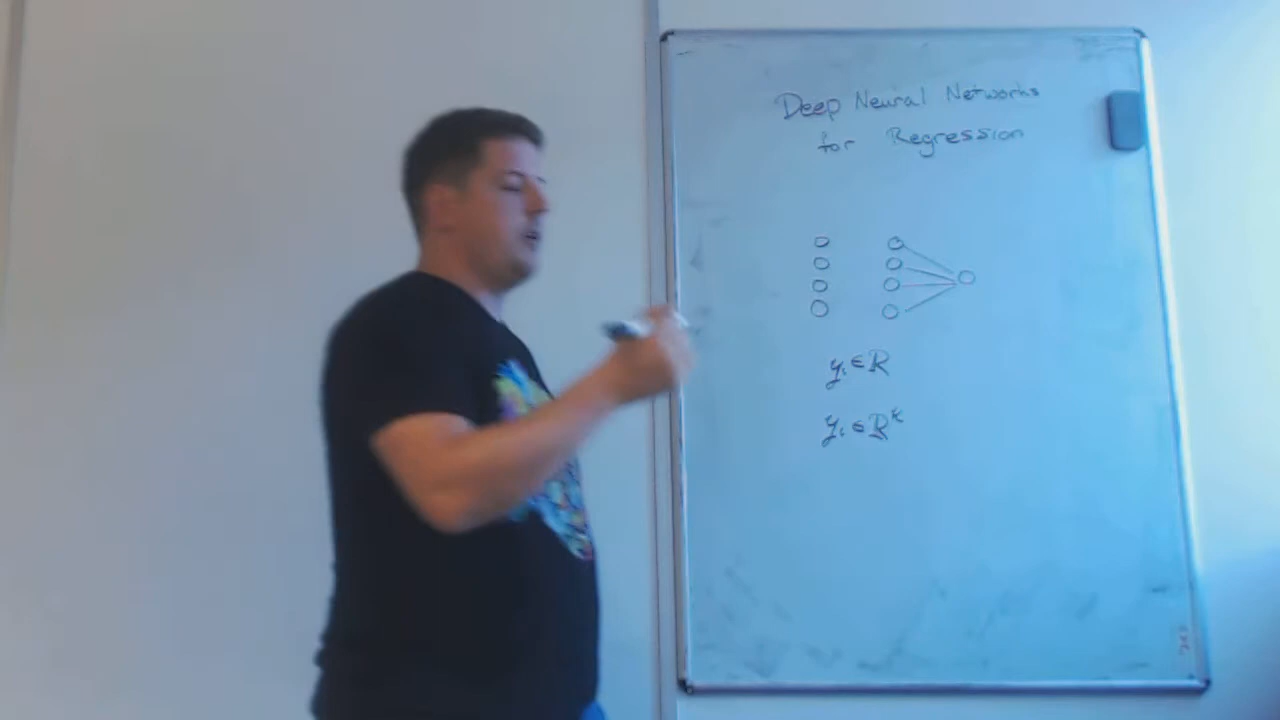 Deep Neural Networks
for Regression
yᵢ ∈ ℝ
yᵢ ∈ ℝᵏ